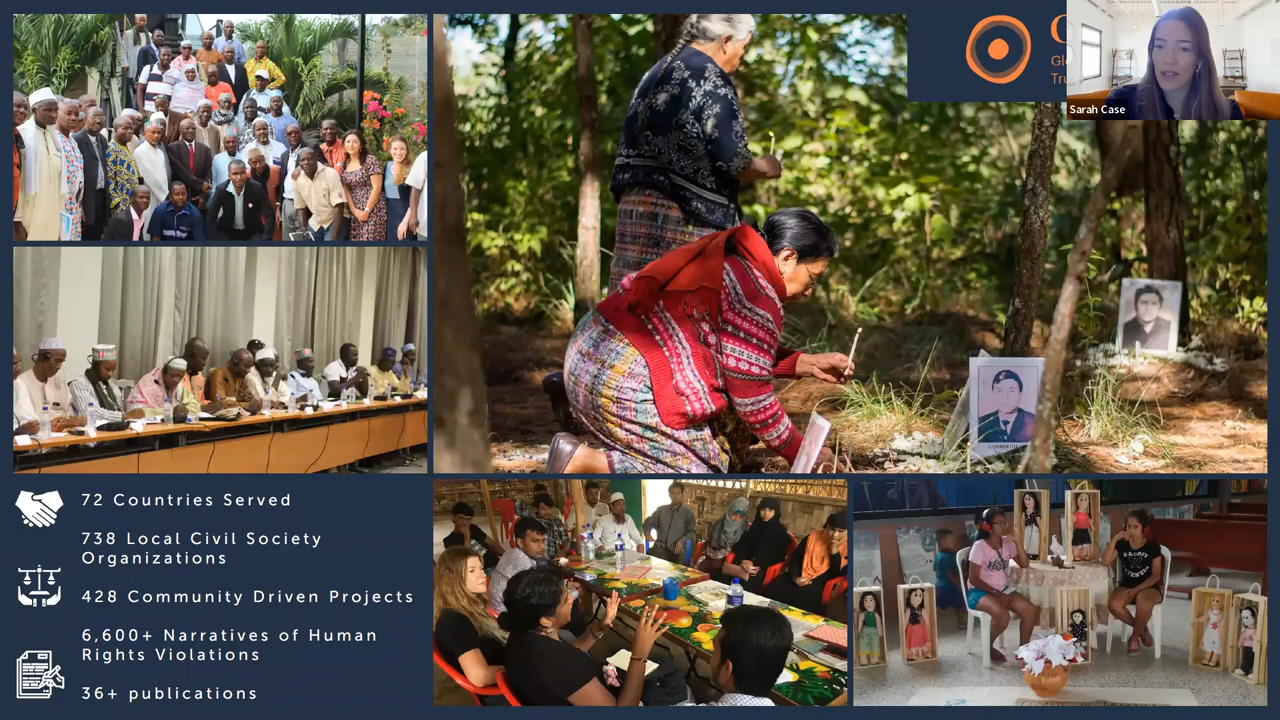 Sarah Case
72 Countries Served
738 Local Civil Society
Organizations
428 Community Driven Projects
6,600+ Narratives of Human
Rights Violations
36+ publications